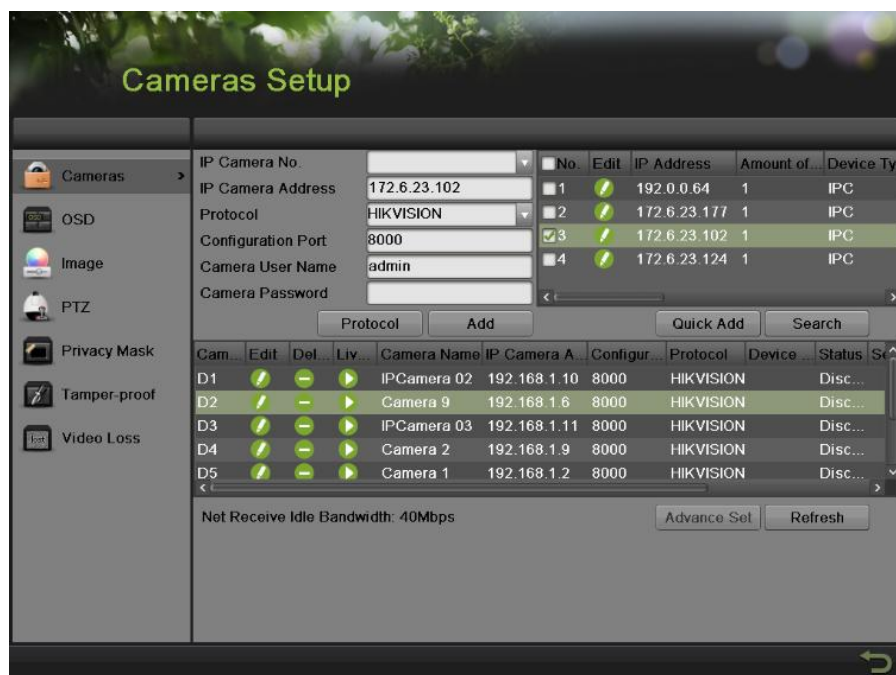 Cameras Setup
Cameras
OSD
Image
PTZ
Privacy Mask
Tamper-proof
Video Loss
IP Camera No.
IP Camera Address 172.6.23.102
Protocol HIKVISION
Configuration Port 8000
Camera User Name admin
Camera Password
No. Edit IP Address Amount of... Device Ty
1 192.0.0.64 1 IPC
2 172.6.23.177 1 IPC
3 172.6.23.102 1 IPC
4 172.6.23.124 1 IPC
Protocol Add Quick Add Search
Cam... Edit Del... Liv... Camera Name IP Camera A... Configur... Protocol Device ... Status Se
D1 IPCamera 02 192.168.1.10 8000 HIKVISION Disc...
D2 Camera 9 192.168.1.6 8000 HIKVISION Disc...
D3 IPCamera 03 192.168.1.11 8000 HIKVISION Disc...
D4 Camera 2 192.168.1.9 8000 HIKVISION Disc...
D5 Camera 1 192.168.1.2 8000 HIKVISION Disc...
Net Receive Idle Bandwidth: 40Mbps
Advance Set Refresh